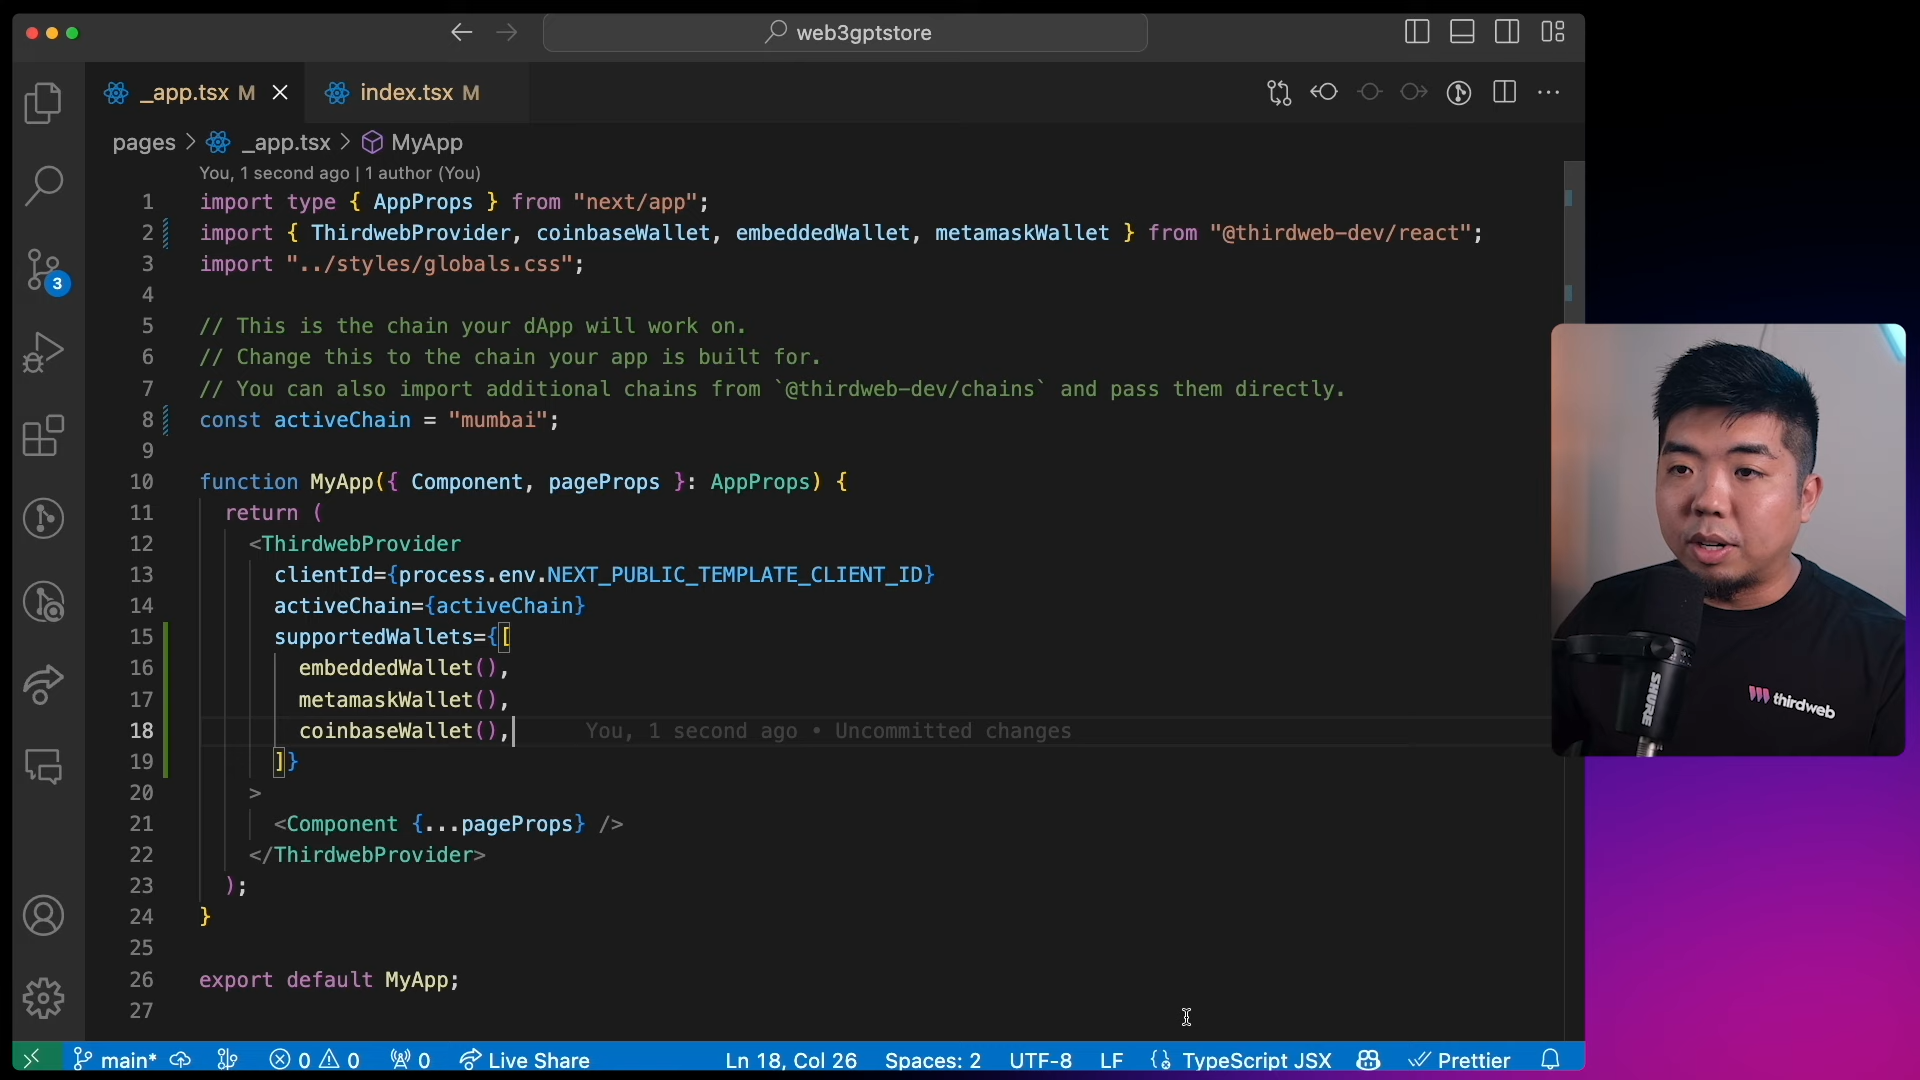 web3gptstore
_app.tsx M
index.tsx M
pages > _app.tsx > MyApp
You, 1 second ago | 1 author (You)
1 import type { AppProps } from "next/app";
2 import { ThirdwebProvider, coinbaseWallet, embeddedWallet, metamaskWallet } from "@thirdweb-dev/react";
3 import "../styles/globals.css";
4
5 // This is the chain your dApp will work on.
6 // Change this to the chain your app is built for.
7 // You can also import additional chains from `@thirdweb-dev/chains` and pass them directly.
8 const activeChain = "mumbai";
9
10 function MyApp({ Component, pageProps }: AppProps) {
11 return (
12 <ThirdwebProvider
13 clientId={process.env.NEXT_PUBLIC_TEMPLATE_CLIENT_ID}
14 activeChain={activeChain}
15 supportedWallets={[
16 embeddedWallet(),
17 metamaskWallet(),
18 coinbaseWallet(), You, 1 second ago • Uncommitted changes
19 ]}
20 >
21 <Component {...pageProps} />
22 </ThirdwebProvider>
23 );
24 }
25
26 export default MyApp;
27
3
SHURE
thirdweb
main* 0 0 0 Live Share Ln 18, Col 26 Spaces: 2 UTF-8 LF {} TypeScript JSX Prettier